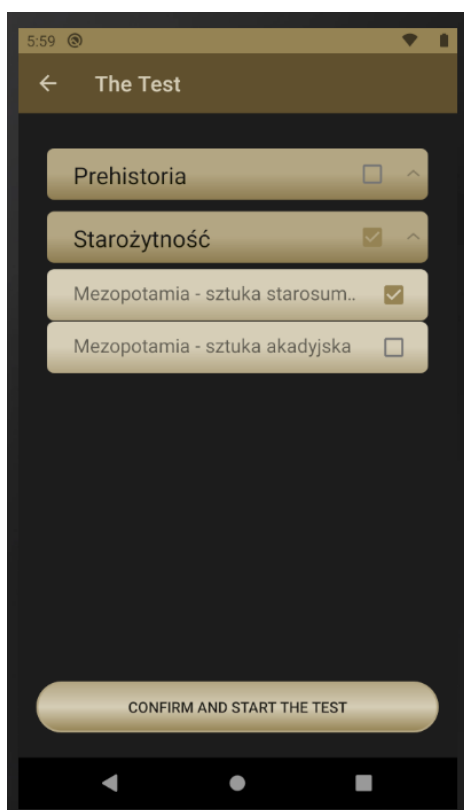 5:59
The Test
Prehistoria
Starożytność
Mezopotamia - sztuka starosum..
Mezopotamia - sztuka akadyjska
CONFIRM AND START THE TEST